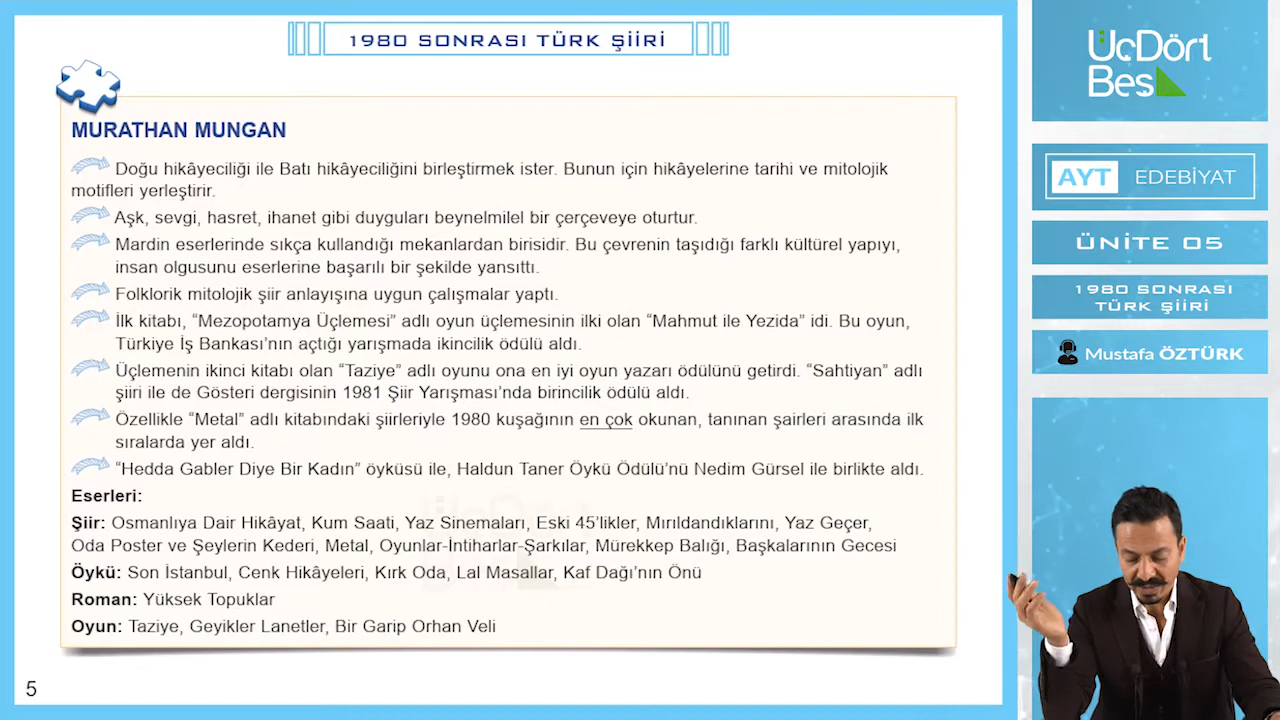 1980 SONRASI TÜRK ŞİİRİ
MURATHAN MUNGAN
Doğu hikâyeciliği ile Batı hikâyeciliğini birleştirmek ister. Bunun için hikâyelerine tarihi ve mitolojik
motifleri yerleştirir.
Aşk, sevgi, hasret, ihanet gibi duyguları beynelmilel bir çerçeveye oturtur.
Mardin eserlerinde sıkça kullandığı mekanlardan birisidir. Bu çevrenin taşıdığı farklı kültürel yapıyı,
insan olgusunu eserlerine başarılı bir şekilde yansıttı.
Folklorik mitolojik şiir anlayışına uygun çalışmalar yaptı.
İlk kitabı, “Mezopotamya Üçlemesi” adlı oyun üçlemesinin ilki olan “Mahmut ile Yezida” idi. Bu oyun,
Türkiye İş Bankası’nın açtığı yarışmada ikincilik ödülü aldı.
Üçlemenin ikinci kitabı olan “Taziye” adlı oyunu ona en iyi oyun yazarı ödülünü getirdi. “Sahtiyan” adlı
şiiri ile de Gösteri dergisinin 1981 Şiir Yarışması’nda birincilik ödülü aldı.
Özellikle “Metal” adlı kitabındaki şiirleriyle 1980 kuşağının en çok okunan, tanınan şairleri arasında ilk
sıralarda yer aldı.
“Hedda Gabler Diye Bir Kadın” öyküsü ile, Haldun Taner Öykü Ödülü’nü Nedim Gürsel ile birlikte aldı.
Eserleri:
Şiir: Osmanlıya Dair Hikâyat, Kum Saati, Yaz Sinemaları, Eski 45’likler, Mırıldandıklarını, Yaz Geçer,
Oda Poster ve Şeylerin Kederi, Metal, Oyunlar-İntiharlar-Şarkılar, Mürekkep Balığı, Başkalarının Gecesi
Öykü: Son İstanbul, Cenk Hikâyeleri, Kırk Oda, Lal Masallar, Kaf Dağı’nın Önü
Roman: Yüksek Topuklar
Oyun: Taziye, Geyikler Lanetler, Bir Garip Orhan Veli
5
ÜçDört
Beş
AYT EDEBİYAT
ÜNİTE 05
1980 SONRASI
TÜRK ŞİİRİ
Mustafa ÖZTÜRK